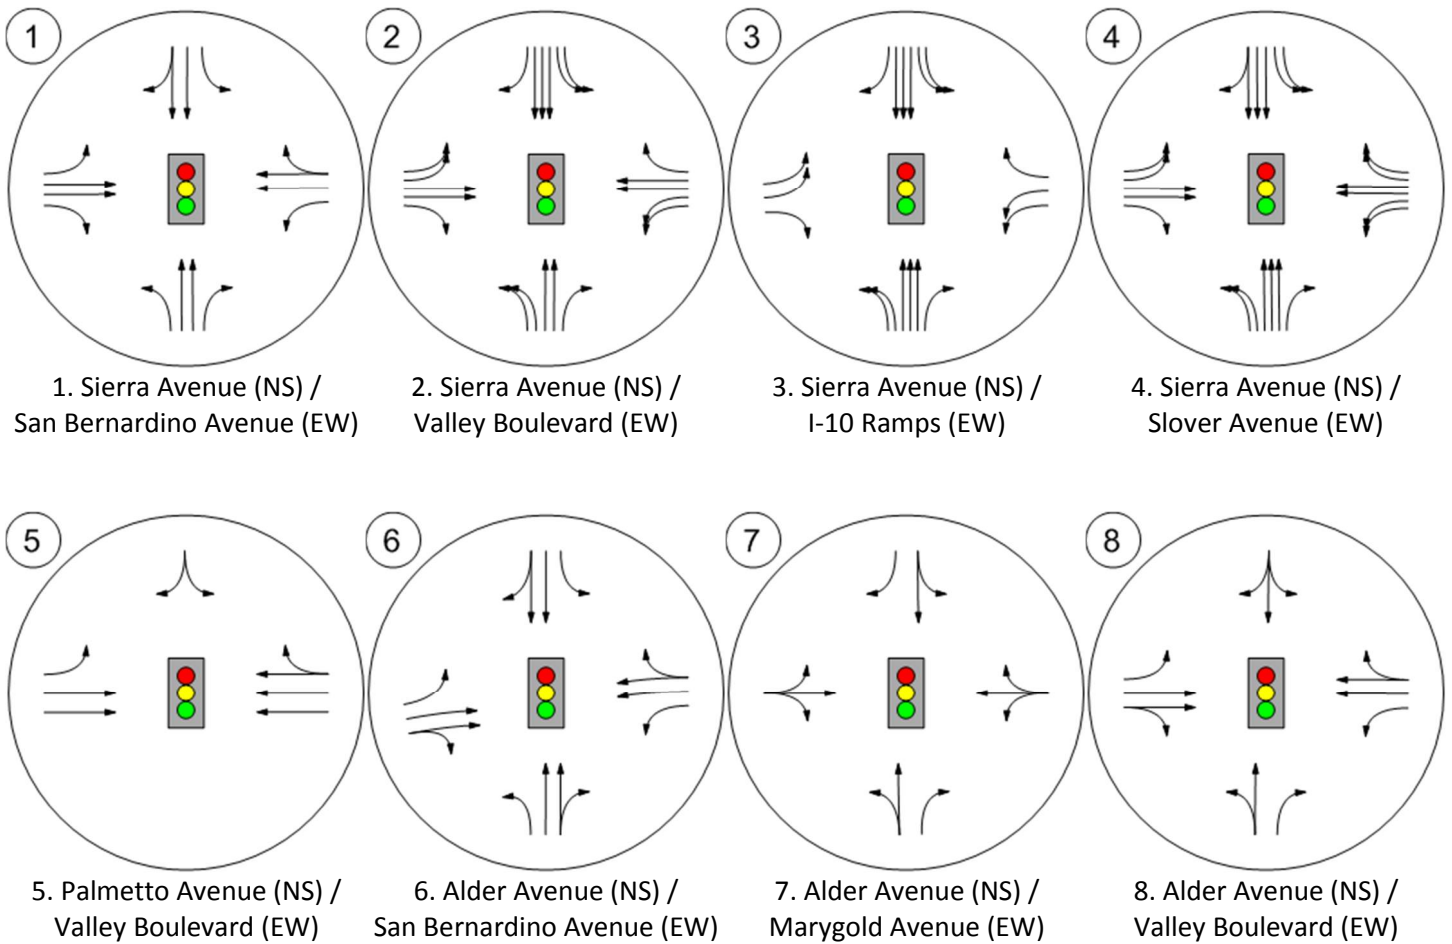 1
2
3
4
1. Sierra Avenue (NS) /
San Bernardino Avenue (EW)
2. Sierra Avenue (NS) /
Valley Boulevard (EW)
3. Sierra Avenue (NS) /
I-10 Ramps (EW)
4. Sierra Avenue (NS) /
Slover Avenue (EW)
5
6
7
8
5. Palmetto Avenue (NS) /
Valley Boulevard (EW)
6. Alder Avenue (NS) /
San Bernardino Avenue (EW)
7. Alder Avenue (NS) /
Marygold Avenue (EW)
8. Alder Avenue (NS) /
Valley Boulevard (EW)